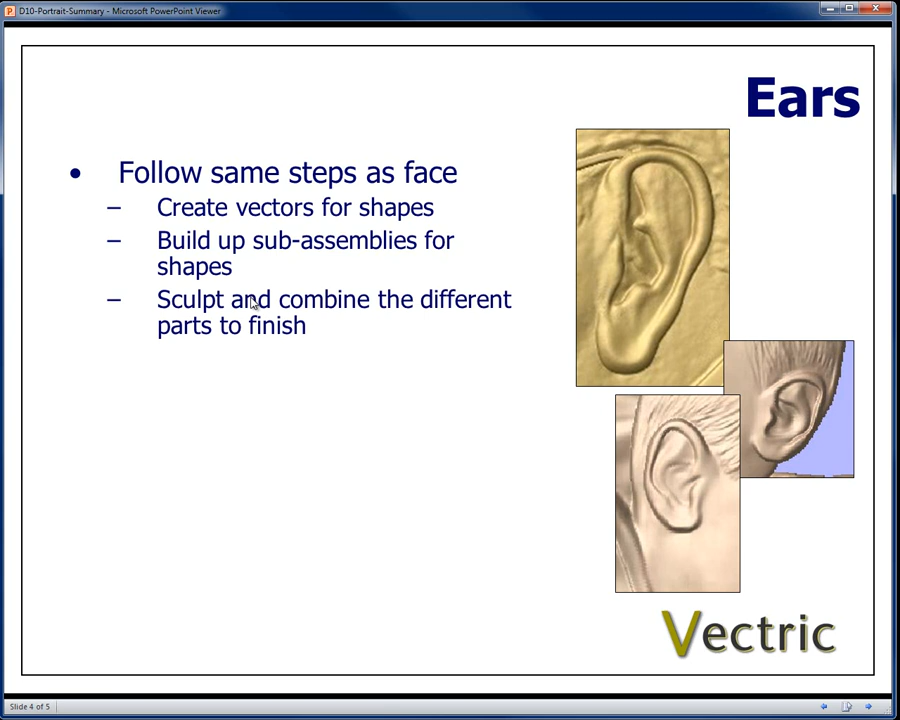 D10-Portrait-Summary - Microsoft PowerPoint Viewer
Ears
• Follow same steps as face
– Create vectors for shapes
– Build up sub-assemblies for
shapes
– Sculpt and combine the different
parts to finish
Vectric
Slide 4 of 5